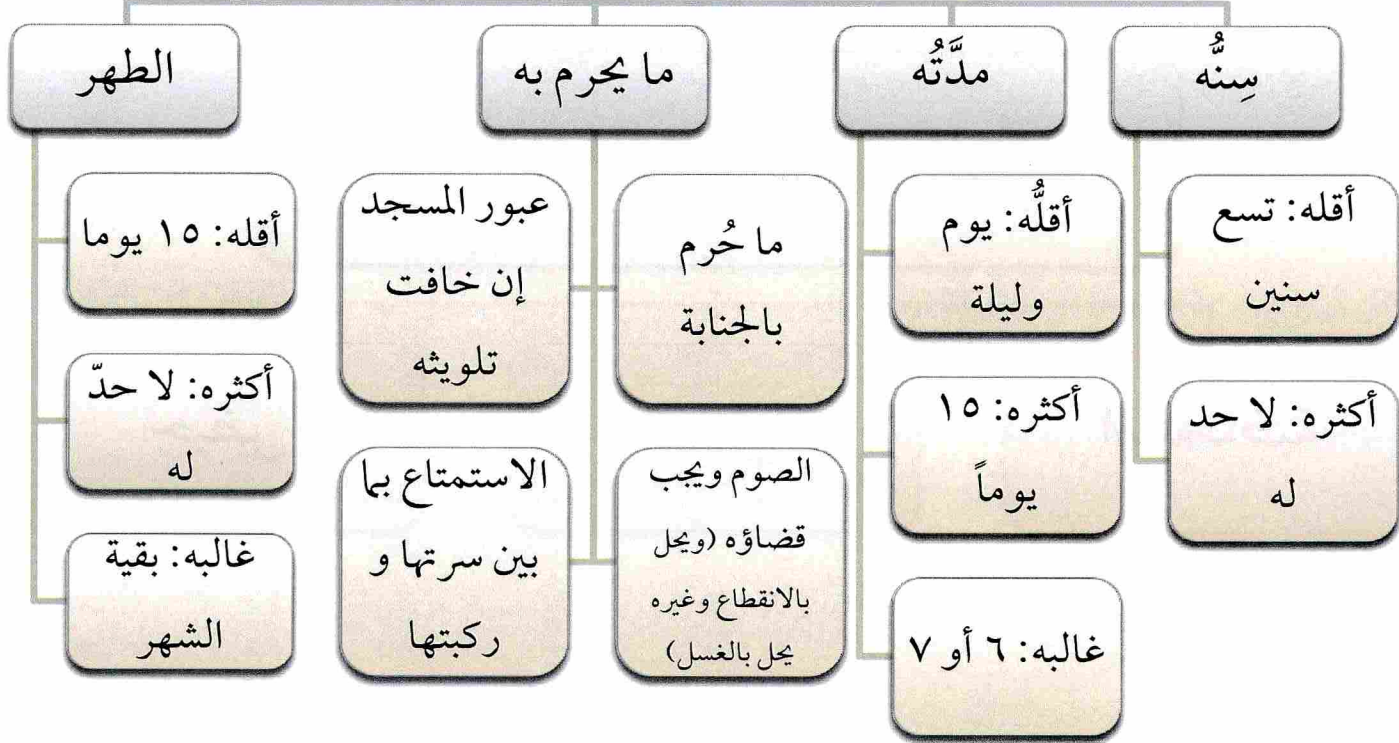 سِنُّه
أقله: تسع
سنين
أكثره: لا حد
له
مدَّتُه
أقلُّه: يوم
وليلة
أكثره: ١٥
يوماً
غالبه: ٦ أو ٧
ما يحرم به
ما حُرم
بالجنابة
عبور المسجد
إن خافت
تلويثه
الصوم ويجب
قضاؤه (ويحل
بالانقطاع وغيره
يحل بالغسل)
الاستمتاع بما
بين سرتها و
ركبتها
الطهر
أقله: ١٥ يوما
أكثره: لا حدّ
له
غالبه: بقية
الشهر